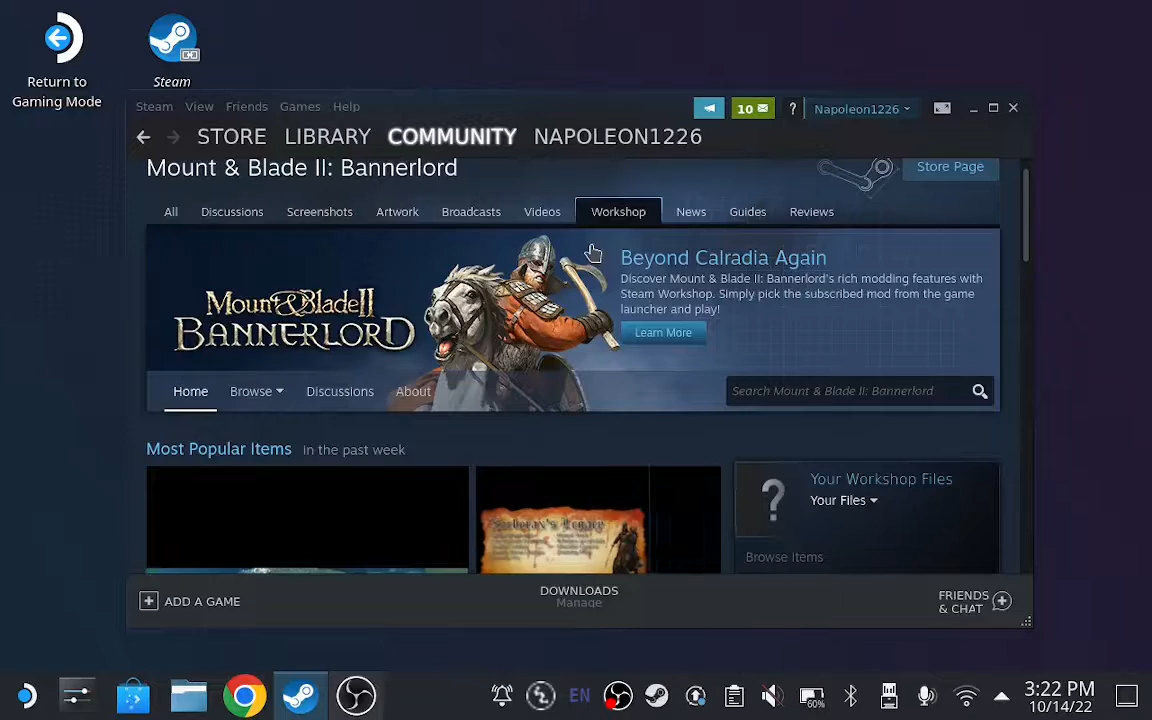 Return to
Gaming Mode
Steam
Steam View Friends Games Help
10 ? Napoleon1226
STORE LIBRARY COMMUNITY NAPOLEON1226
Mount & Blade II: Bannerlord
Store Page
All Discussions Screenshots Artwork Broadcasts Videos Workshop News Guides Reviews
MOUNT&BLADE II
BANNERLORD
Beyond Calradia Again
Discover Mount & Blade II: Bannerlord's rich modding features with
Steam Workshop. Simply pick the subscribed mod from the game
launcher and play!
Learn More
Home Browse Discussions About
Search Mount & Blade II: Bannerlord
Most Popular Items In the past week
Your Workshop Files
Your Files
Browse Items
ADD A GAME
DOWNLOADS
Manage
FRIENDS
& CHAT
EN
60%
3:22 PM
10/14/22